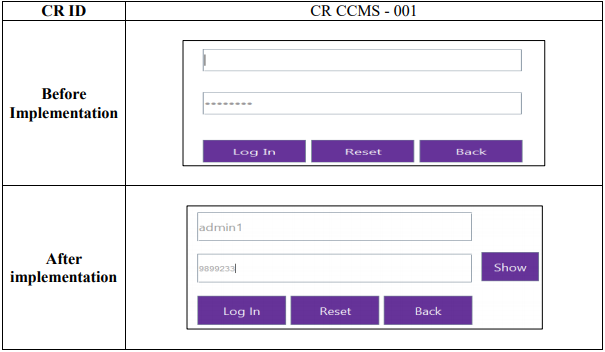 CR ID
CR CCMS - 001
Before
Implementation
********
Log In
Reset
Back
After
implementation
admin1
9899233
Show
Log In
Reset
Back